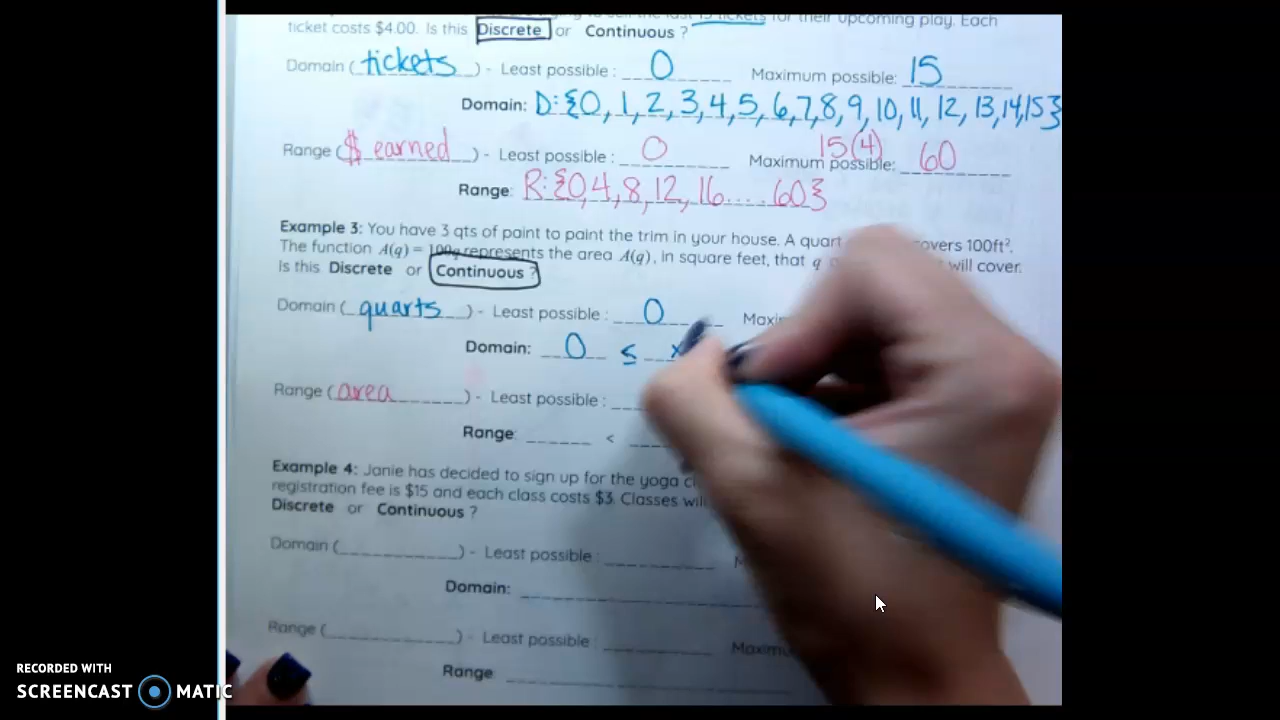 tickets for their upcoming play. Each
ticket costs $4.00. Is this Discrete or Continuous ?
Domain ( tickets ) - Least possible : 0 Maximum possible: 15
Domain: D: {0, 1, 2, 3, 4, 5, 6, 7, 8, 9, 10, 11, 12, 13, 14, 15}
Range ( $ earned ) - Least possible : 0 Maximum possible: 15(4) 60
Range: R: {0, 4, 8, 12, 16.....60}
Example 3: You have 3 qts of paint to paint the trim in your house. A quart covers 100ft².
The function A(q) = 100q represents the area A(q), in square feet, that q will cover.
Is this Discrete or Continuous ?
Domain ( quarts ) - Least possible : 0
Domain: 0 ≤ x
Range ( area ) - Least possible :
Range: <
Example 4: Janie has decided to sign up for the yoga
registration fee is $15 and each class costs $3. Classes
Discrete or Continuous ?
Domain ( ) - Least possible :
Domain:
Range ( ) - Least possible :
Range:
RECORDED WITH
SCREENCAST MATIC